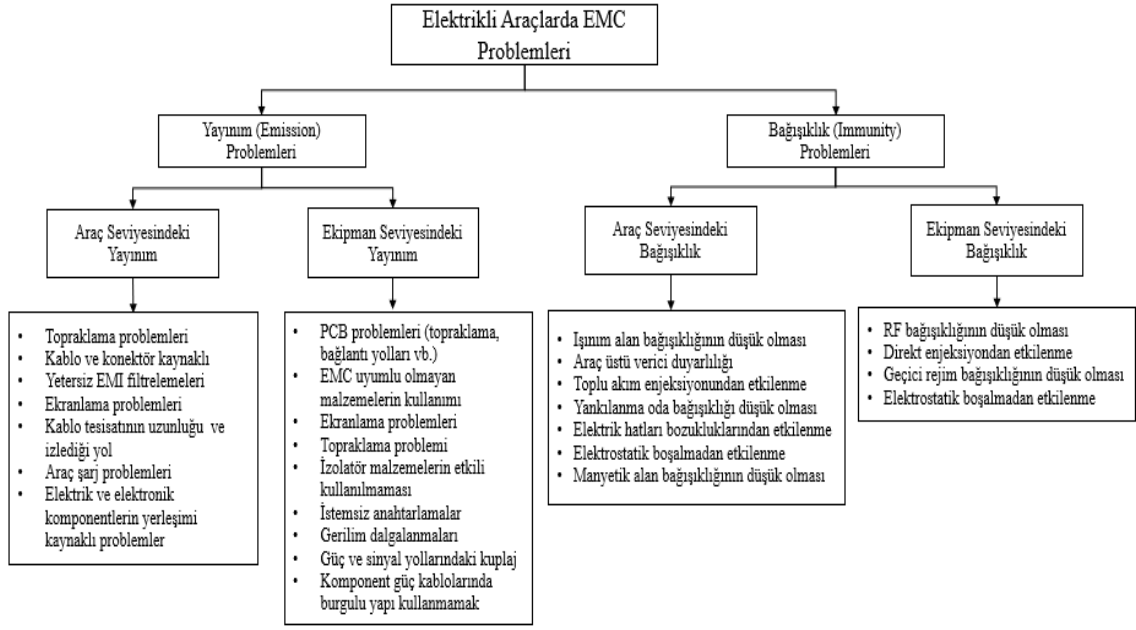 Elektrikli Araçlarda EMC
Problemleri
Yayınım (Emission)
Problemleri
Bağışıklık (Immunity)
Problemleri
Araç Seviyesindeki
Yayınım
Ekipman Seviyesindeki
Yayınım
Araç Seviyesindeki
Bağışıklık
Ekipman Seviyesindeki
Bağışıklık
• Topraklama problemleri
• Kablo ve konektör kaynaklı
• Yetersiz EMI filtrelemeleri
• Ekranlama problemleri
• Kablo tesisatının uzunluğu ve
izlediği yol
• Araç şarj problemleri
• Elektrik ve elektronik
komponentlerin yerleşimi
kaynaklı problemler
• PCB problemleri (topraklama,
bağlantı yolları vb.)
• EMC uyumlu olmayan
malzemelerin kullanımı
• Ekranlama problemleri
• Topraklama problemi
• İzolatör malzemelerin etkili
kullanılmaması
• İstemsiz anahtarlamalar
• Gerilim dalgalanmaları
• Güç ve sinyal yollarındaki kuplaj
• Komponent güç kablolarında
burgulu yapı kullanmamak
• Işınım alan bağışıklığının düşük olması
• Araç üstü verici duyarlılığı
• Toplu akım enjeksiyonundan etkilenme
• Yankılanma oda bağışıklığı düşük olması
• Elektrik hatları bozukluklarından etkilenme
• Elektrostatik boşalmadan etkilenme
• Manyetik alan bağışıklığının düşük olması
• RF bağışıklığının düşük olması
• Direkt enjeksiyondan etkilenme
• Geçici rejim bağışıklığının düşük olması
• Elektrostatik boşalmadan etkilenme